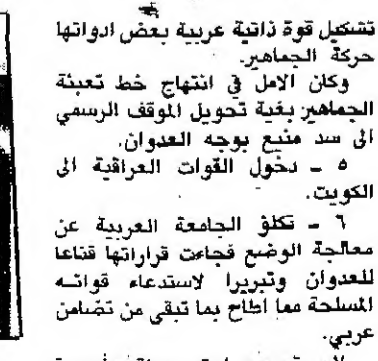 تشكيل قوة ذاتية عربية بعض ادواتها
حركة الجماهير.
وكان الامل في انتهاج خط تعبئة
الجماهير بغية تحويل الموقف الرسمي
الى سد منيع بوجه العدوان.
٥ ـ دخول القوات العراقية الى
الكويت.
٦ ـ تكلؤ الجامعة العربية عن
معالجة الوضع فجاءت قراراتها قناعا
للعدوان وتبريرا لاستدعاء قواته
المسلحة مما اطاح بما تبقى من تضامن
عربي.